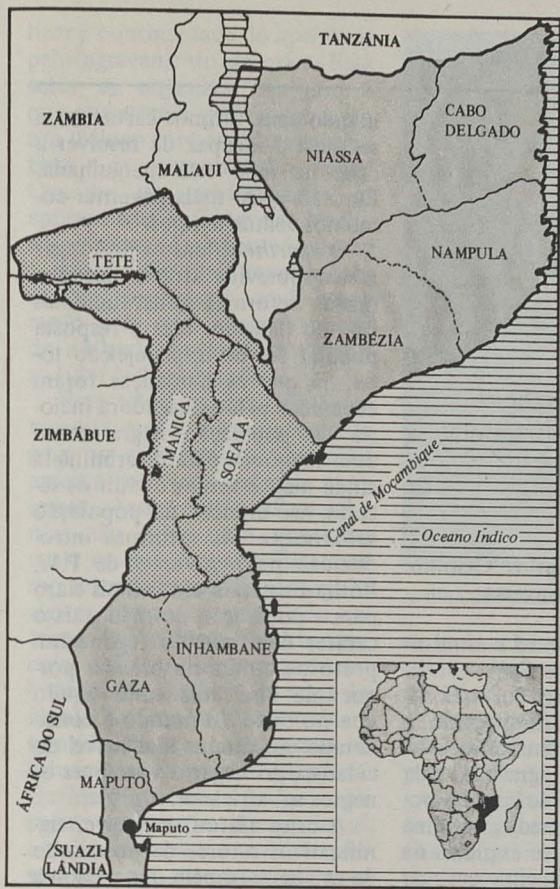 TANZÁNIA
ZÂMBIA
CABO
DELGADO
NIASSA
MALAUI
NAMPULA
TETE
ZAMBÉZIA
MANICA
SOFALA
ZIMBÁBUE
Canal de Moçambique
Oceano Índico
INHAMBANE
GAZA
ÁFRICA DO SUL
MAPUTO
Maputo
SUAZI-
LÂNDIA